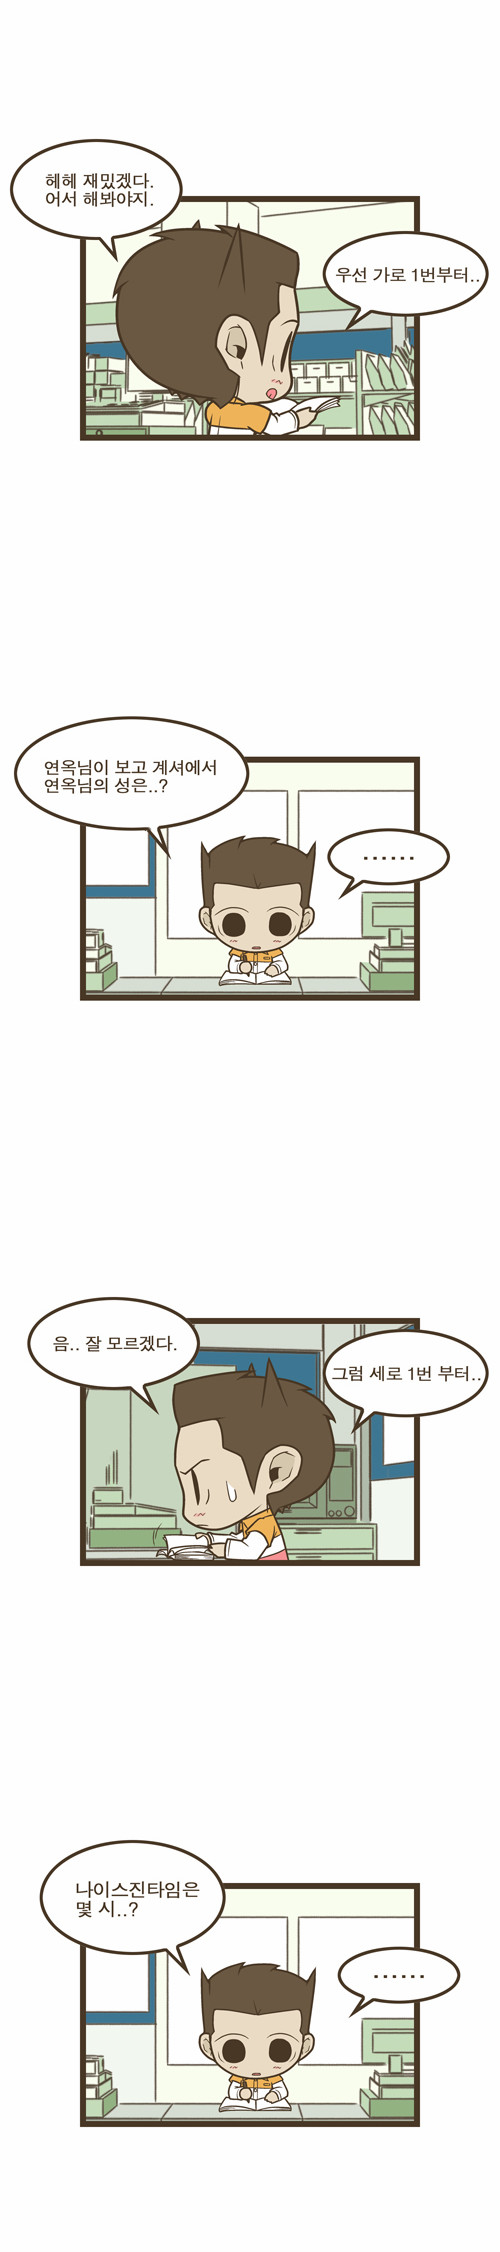 헤헤 재밌겠다.
어서 해봐야지.
우선 가로 1번부터..
연옥님이 보고 계셔에서
연옥님의 성은..?
......
음.. 잘 모르겠다.
그럼 세로 1번 부터..
나이스진타임은
몇 시..?
......